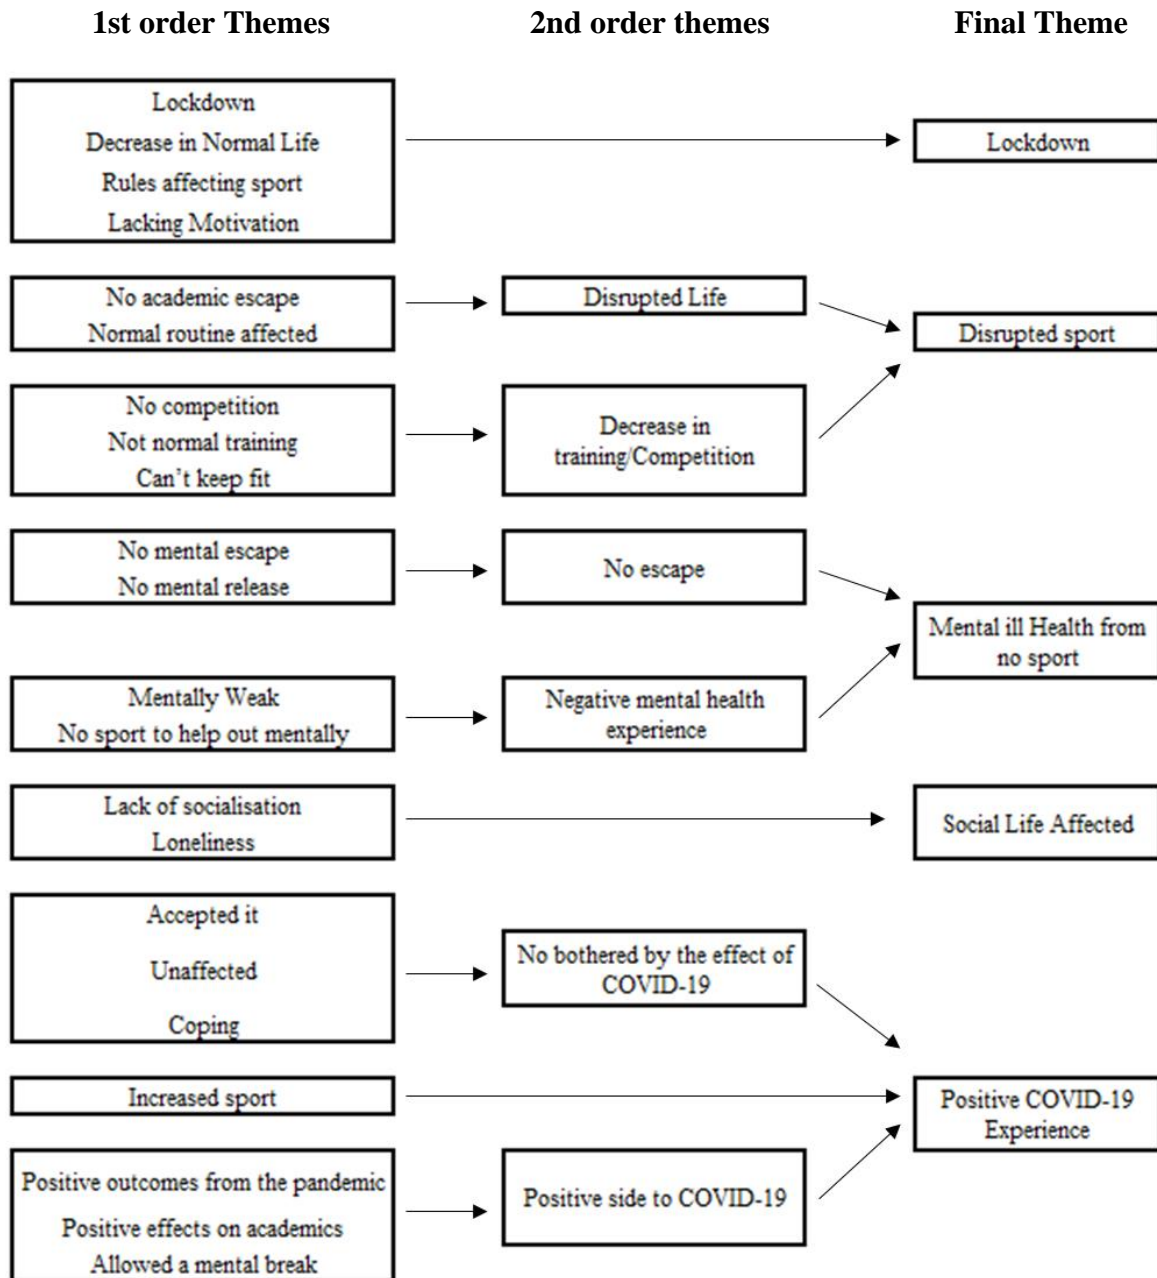 1st order Themes
2nd order themes
Final Theme
Lockdown
Decrease in Normal Life
Rules affecting sport
Lacking Motivation
Lockdown
No academic escape
Normal routine affected
Disrupted Life
Disrupted sport
No competition
Not normal training
Can't keep fit
Decrease in
training/Competition
No mental escape
No mental release
No escape
Mental ill Health from
no sport
Mentally Weak
No sport to help out mentally
Negative mental health
experience
Lack of socialisation
Loneliness
Social Life Affected
Accepted it
Unaffected
Coping
No bothered by the effect of
COVID-19
Increased sport
Positive COVID-19
Experience
Positive outcomes from the pandemic
Positive effects on academics
Allowed a mental break
Positive side to COVID-19